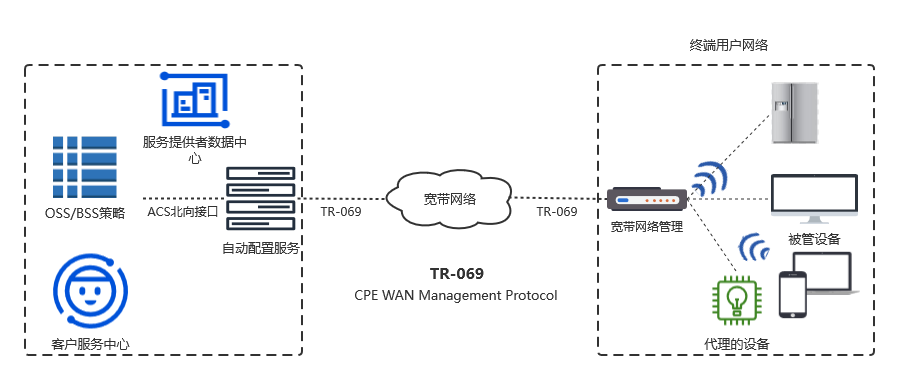 终端用户网络
服务提供者数据中
心
OSS/BSS策略
ACS北向接口
自动配置服务
客户服务中心
TR-069
宽带网络
TR-069
TR-069
CPE WAN Management Protocol
宽带网络管理
被管设备
代理的设备